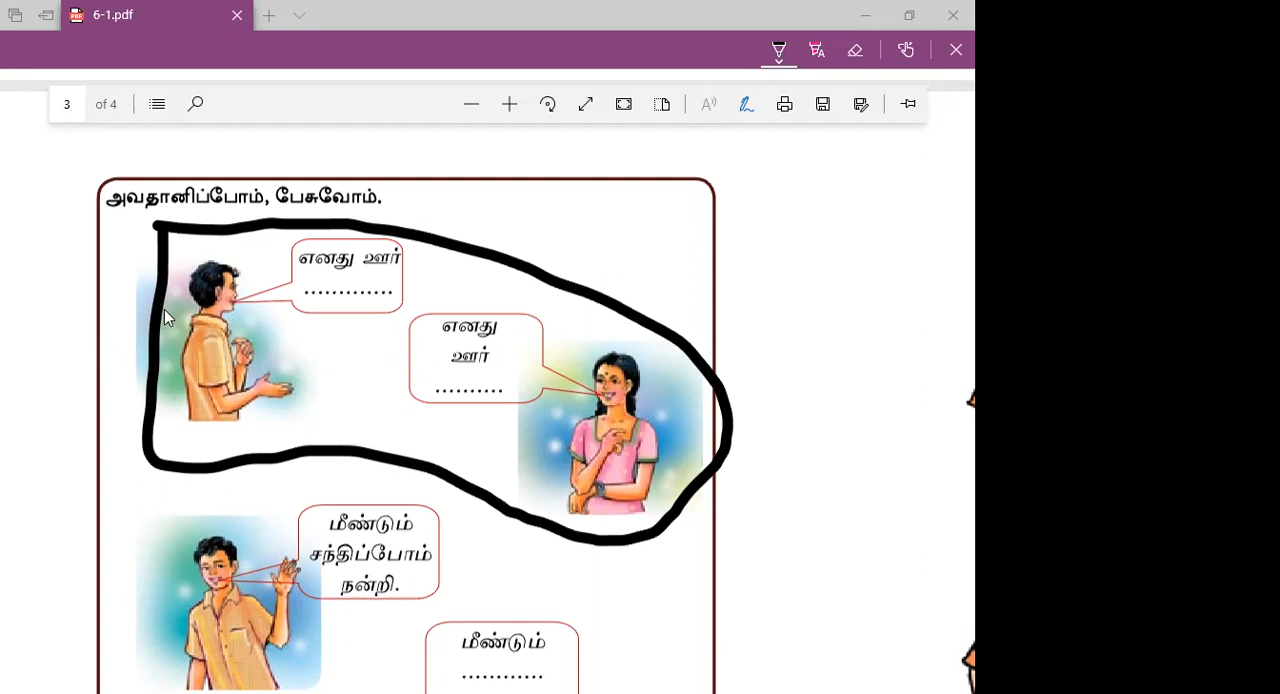 6-1.pdf
3 of 4
அவதானிப்போம், பேசுவோம்.
எனது ஊர்
.............
எனது
ஊர்
..........
மீண்டும்
சந்திப்போம்
நன்றி.
மீண்டும்
............